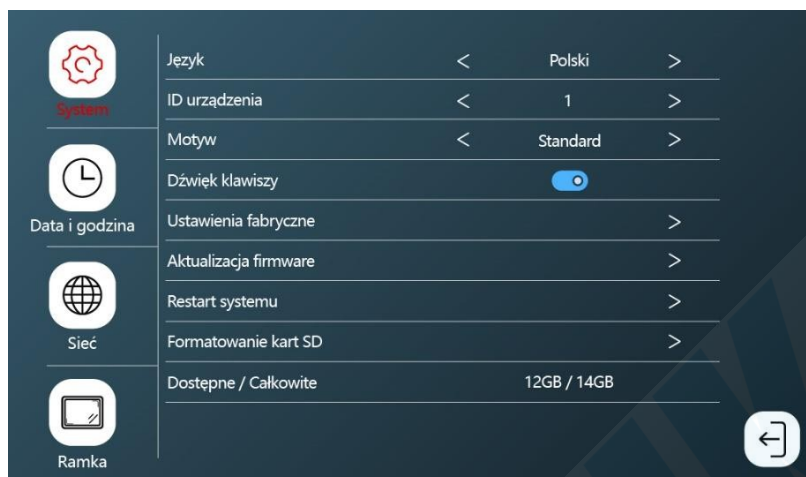 System
Data i godzina
Sieć
Ramka
Język < Polski >
ID urządzenia < 1 >
Motyw < Standard >
Dźwięk klawiszy
Ustawienia fabryczne >
Aktualizacja firmware >
Restart systemu >
Formatowanie kart SD >
Dostępne / Całkowite 12GB / 14GB